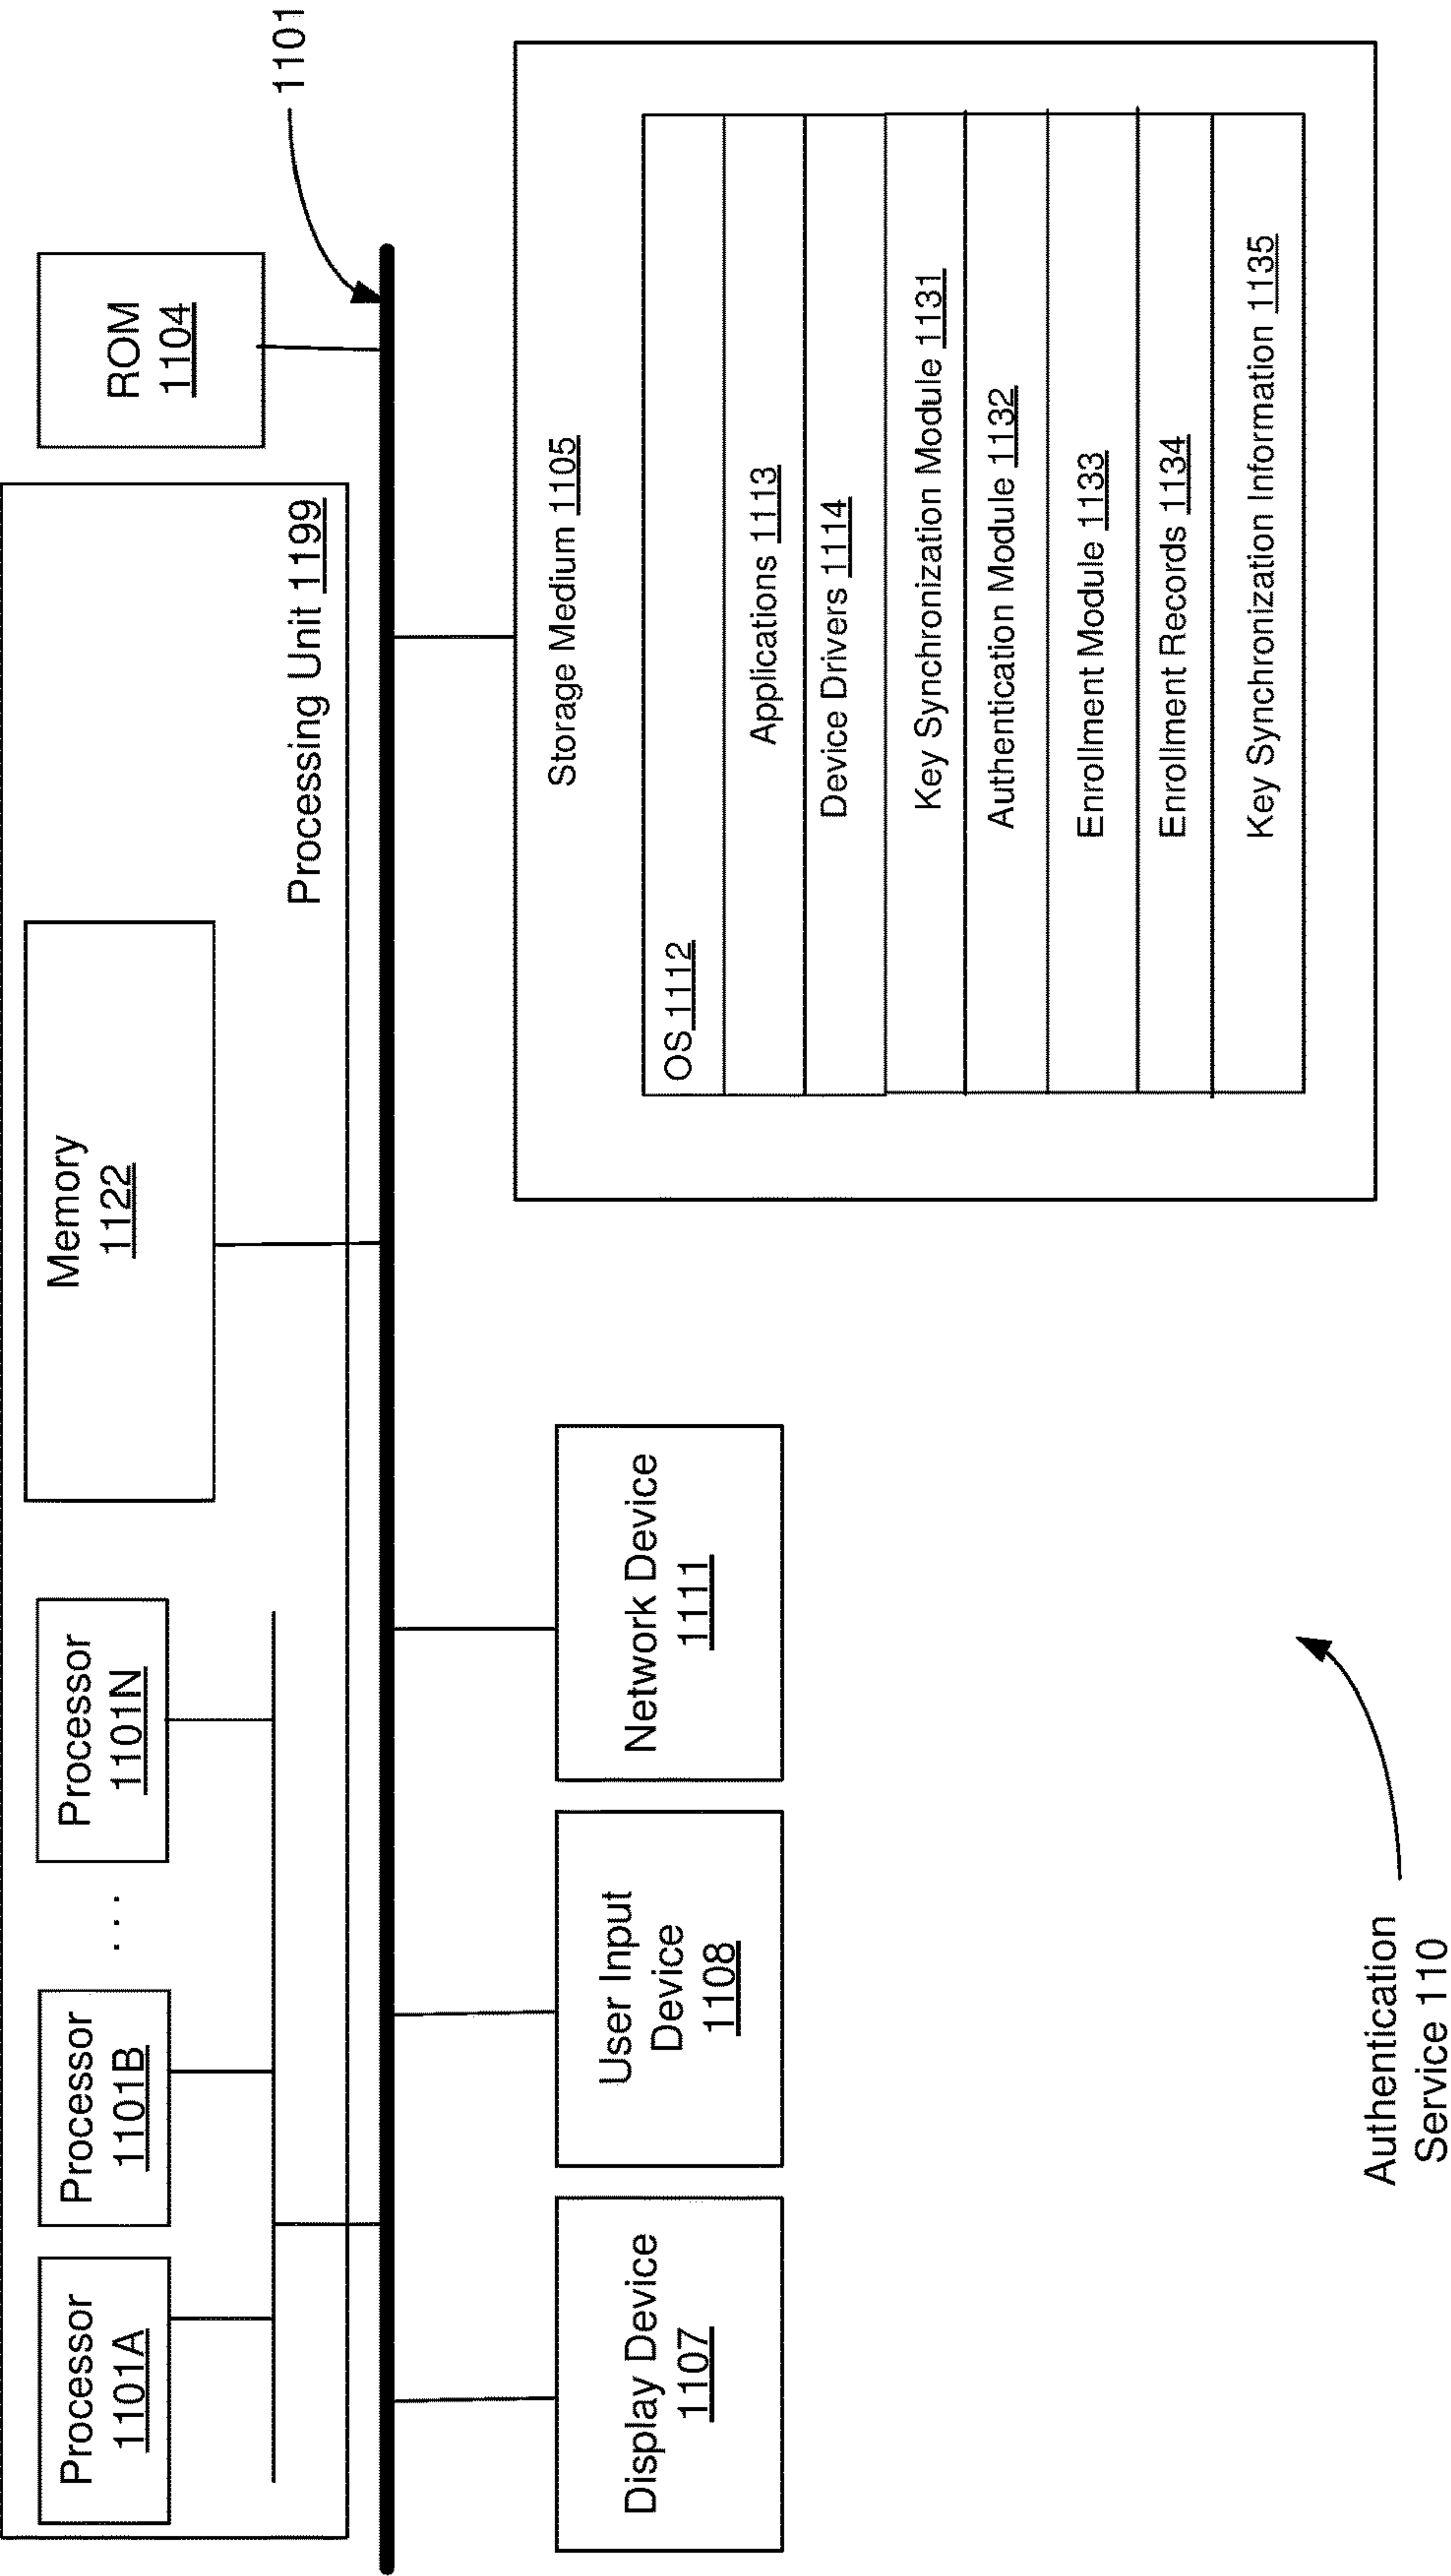 Processor
1101A
Processor
1101B
. . .
Processor
1101N
Memory
1122
Processing Unit 1199
ROM
1104
1101
Display Device
1107
User Input
Device
1108
Network Device
1111
Storage Medium 1105
OS 1112
Applications 1113
Device Drivers 1114
Key Synchronization Module 1131
Authentication Module 1132
Enrollment Module 1133
Enrollment Records 1134
Key Synchronization Information 1135
Authentication
Service 110